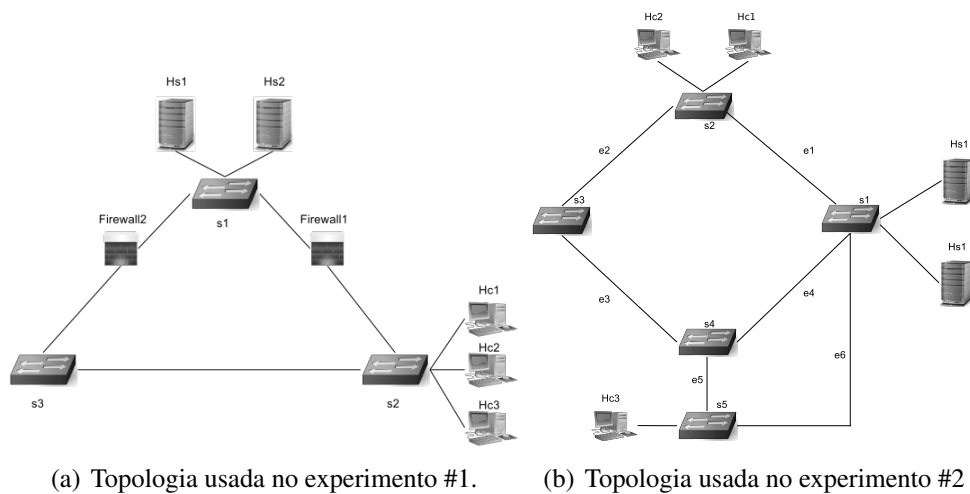 Hs1 Hs2
s1
Firewall2 Firewall1
Hc1
Hc2
Hc3
s3 s2
(a) Topologia usada no experimento #1.
Hc2 Hc1
s2
e2 e1
Hs1
s3 s1
Hs1
e3 e4
s4
e6
e5
s5
Hc3
(b) Topologia usada no experimento #2